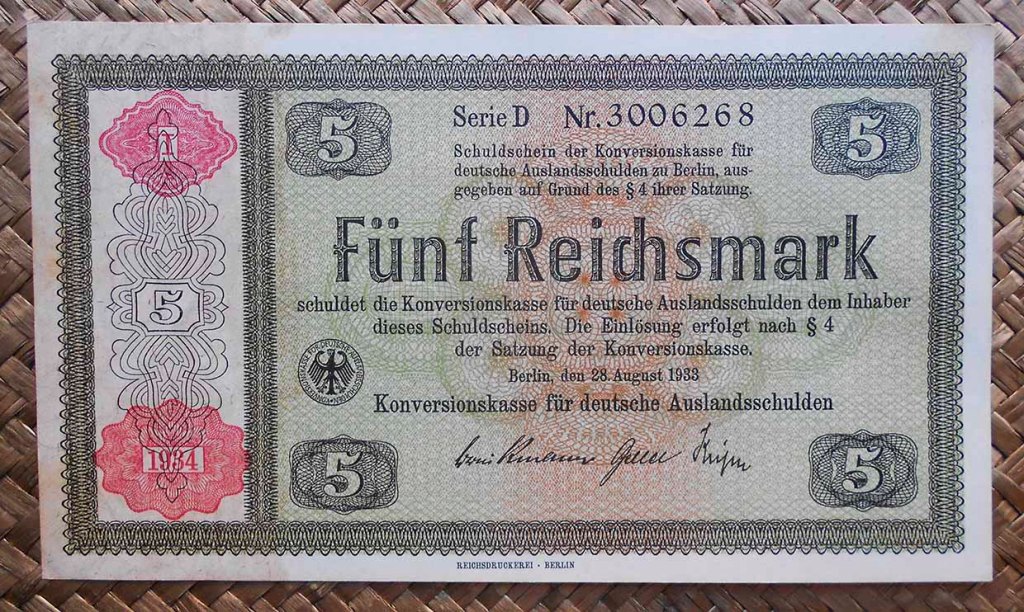 Serie D Nr. 3006268
5 5
Schuldschein der Konversionskasse für
deutsche Auslandsschulden zu Berlin, aus-
gegeben auf Grund des § 4 ihrer Satzung.
Fünf Reichsmark
5
schuldet die Konversionskasse für deutsche Auslandsschulden dem Inhaber
dieses Schuldscheins. Die Einlösung erfolgt nach § 4
der Satzung der Konversionskasse.
Berlin, den 28. August 1933
Konversionskasse für deutsche Auslandsschulden
1934
5 5
REICHSDRUCKEREI · BERLIN